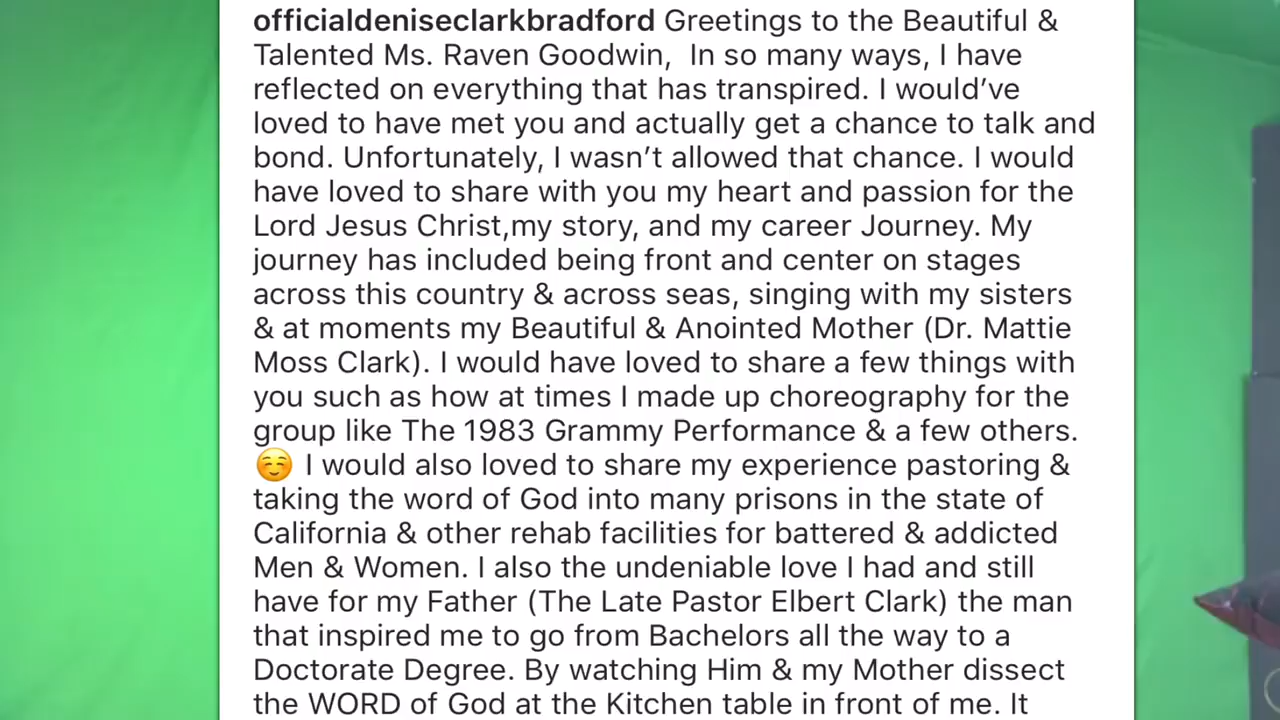 officialdeniseclarkbradford Greetings to the Beautiful &
Talented Ms. Raven Goodwin,  In so many ways, I have
reflected on everything that has transpired. I would’ve
loved to have met you and actually get a chance to talk and
bond. Unfortunately, I wasn’t allowed that chance. I would
have loved to share with you my heart and passion for the
Lord Jesus Christ,my story, and my career Journey. My
journey has included being front and center on stages
across this country & across seas, singing with my sisters
& at moments my Beautiful & Anointed Mother (Dr. Mattie
Moss Clark). I would have loved to share a few things with
you such as how at times I made up choreography for the
group like The 1983 Grammy Performance & a few others.
☺️ I would also loved to share my experience pastoring &
taking the word of God into many prisons in the state of
California & other rehab facilities for battered & addicted
Men & Women. I also the undeniable love I had and still
have for my Father (The Late Pastor Elbert Clark) the man
that inspired me to go from Bachelors all the way to a
Doctorate Degree. By watching Him & my Mother dissect
the WORD of God at the Kitchen table in front of me. It